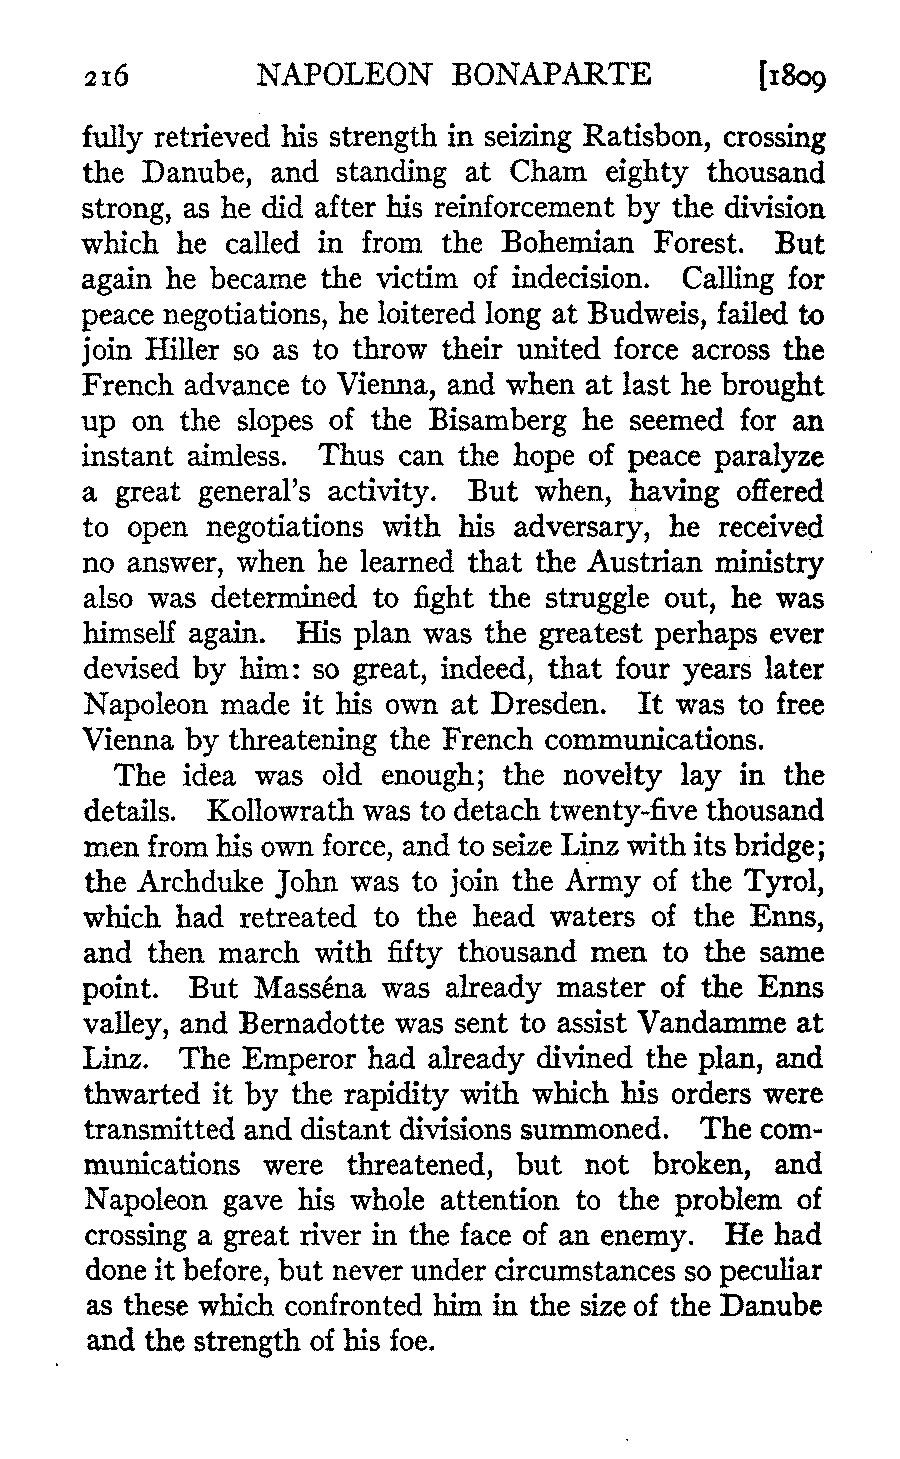 216 NAPOLEON BONAPARTE [1809
fully retrieved his strength in seizing Ratisbon, crossing
the Danube, and standing at Cham eighty thousand
strong, as he did after his reinforcement by the division
which he called in from the Bohemian Forest. But
again he became the victim of indecision. Calling for
peace negotiations, he loitered long at Budweis, failed to
join Hiller so as to throw their united force across the
French advance to Vienna, and when at last he brought
up on the slopes of the Bisamberg he seemed for an
instant aimless. Thus can the hope of peace paralyze
a great general's activity. But when, having offered
to open negotiations with his adversary, he received
no answer, when he learned that the Austrian ministry
also was determined to fight the struggle out, he was
himself again. His plan was the greatest perhaps ever
devised by him: so great, indeed, that four years later
Napoleon made it his own at Dresden. It was to free
Vienna by threatening the French communications.
The idea was old enough; the novelty lay in the
details. Kollowrath was to detach twenty-five thousand
men from his own force, and to seize Linz with its bridge;
the Archduke John was to join the Army of the Tyrol,
which had retreated to the head waters of the Enns,
and then march with fifty thousand men to the same
point. But Masséna was already master of the Enns
valley, and Bernadotte was sent to assist Vandamme at
Linz. The Emperor had already divined the plan, and
thwarted it by the rapidity with which his orders were
transmitted and distant divisions summoned. The com-
munications were threatened, but not broken, and
Napoleon gave his whole attention to the problem of
crossing a great river in the face of an enemy. He had
done it before, but never under circumstances so peculiar
as these which confronted him in the size of the Danube
and the strength of his foe.